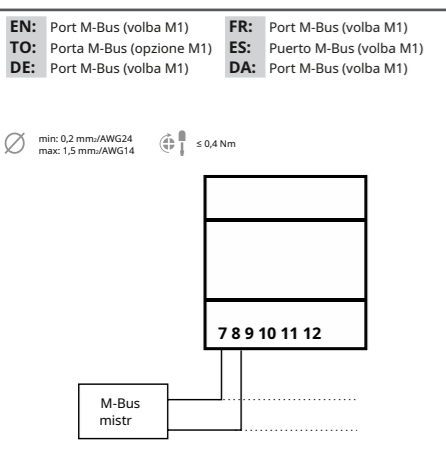 EN: Port M-Bus (volba M1)
TO: Porta M-Bus (opzione M1)
DE: Port M-Bus (volba M1)
FR: Port M-Bus (volba M1)
ES: Puerto M-Bus (volba M1)
DA: Port M-Bus (volba M1)
min: 0,2 mm₂/AWG24
max: 1,5 mm₂/AWG14
≤ 0,4 Nm
7 8 9 10 11 12
M-Bus
mistr